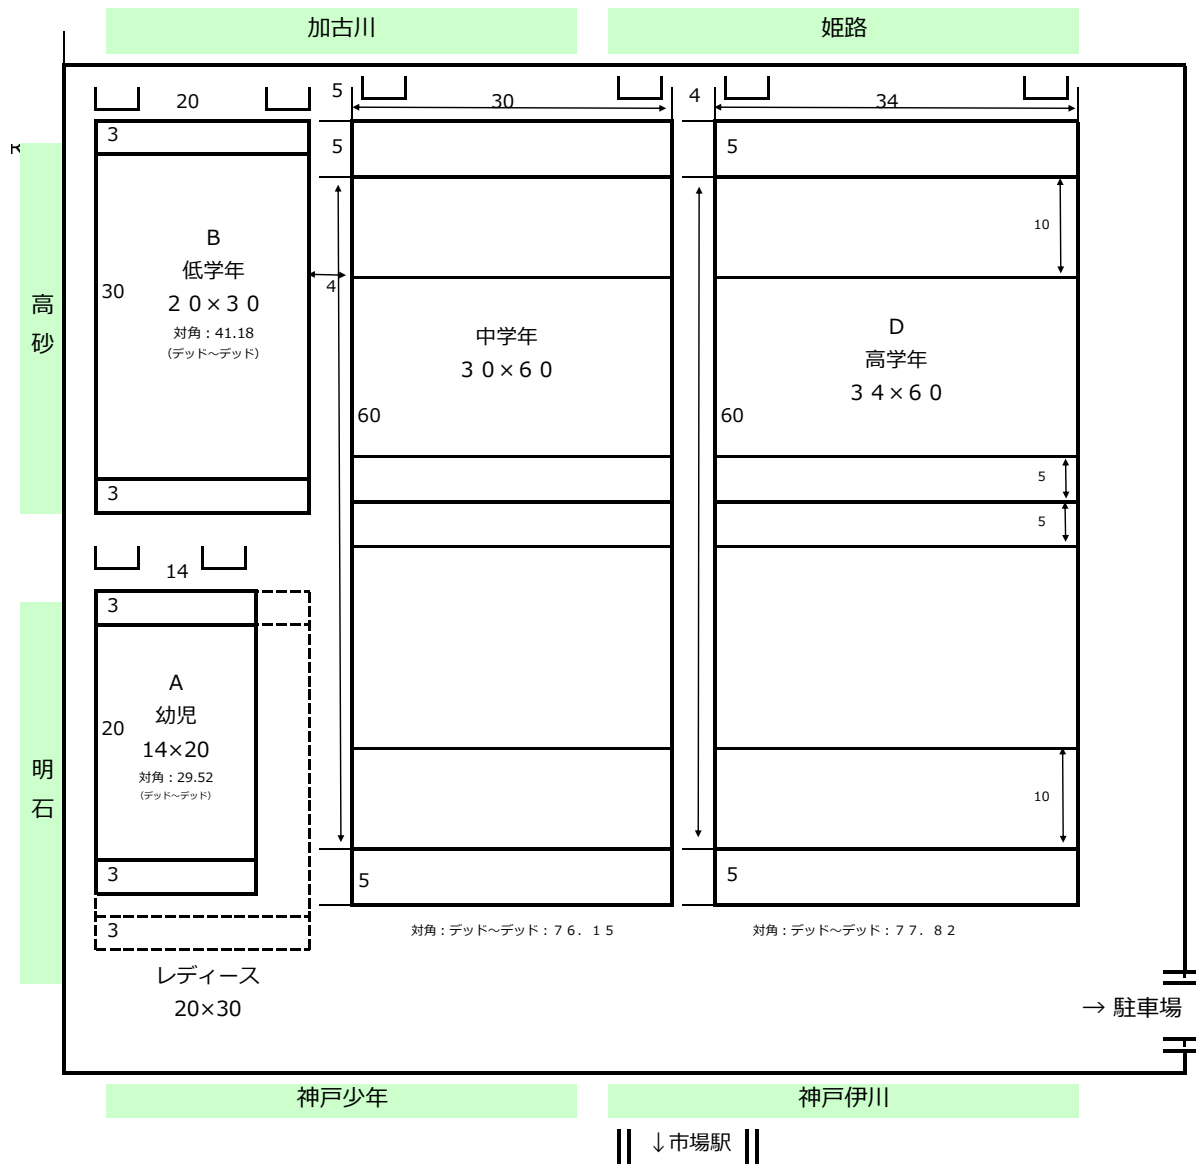 加古川
姫路
20
5
30
4
34
3
5
5
10
B
低学年
２０×３０
対角：41.18
（デッド～デッド）
30
4
高
砂
中学年
３０×６０
D
高学年
３４×６０
60
60
5
5
3
14
3
A
幼児
14×20
対角：29.52
（デッド～デッド）
20
明
石
10
3
5
5
3
対角：デッド～デッド：７６．１５
対角：デッド～デッド：７７．８２
レディース
20×30
→ 駐車場
神戸少年
神戸伊川
↓市場駅